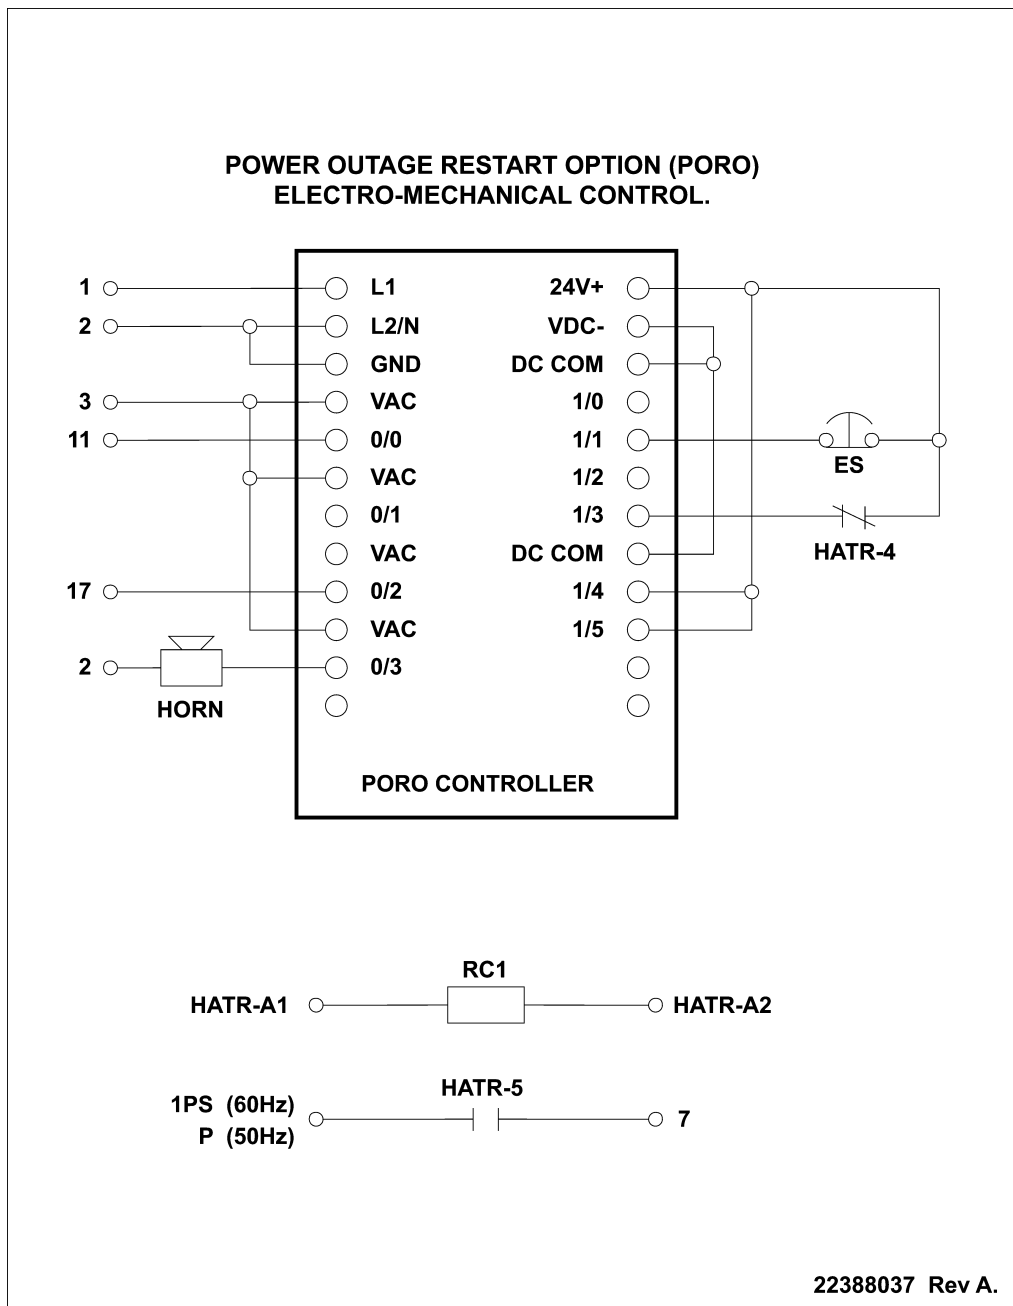 POWER OUTAGE RESTART OPTION (PORO)
ELECTRO-MECHANICAL CONTROL.
1 L1 24V+
2 L2/N VDC-
GND DC COM
3 VAC 1/0
11 0/0 1/1
ES
VAC 1/2
0/1 1/3
HATR-4
VAC DC COM
17 0/2 1/4
VAC 1/5
2 0/3
HORN
PORO CONTROLLER
RC1
HATR-A1 HATR-A2
HATR-5
1PS (60Hz)
P (50Hz)
7
22388037 Rev A.